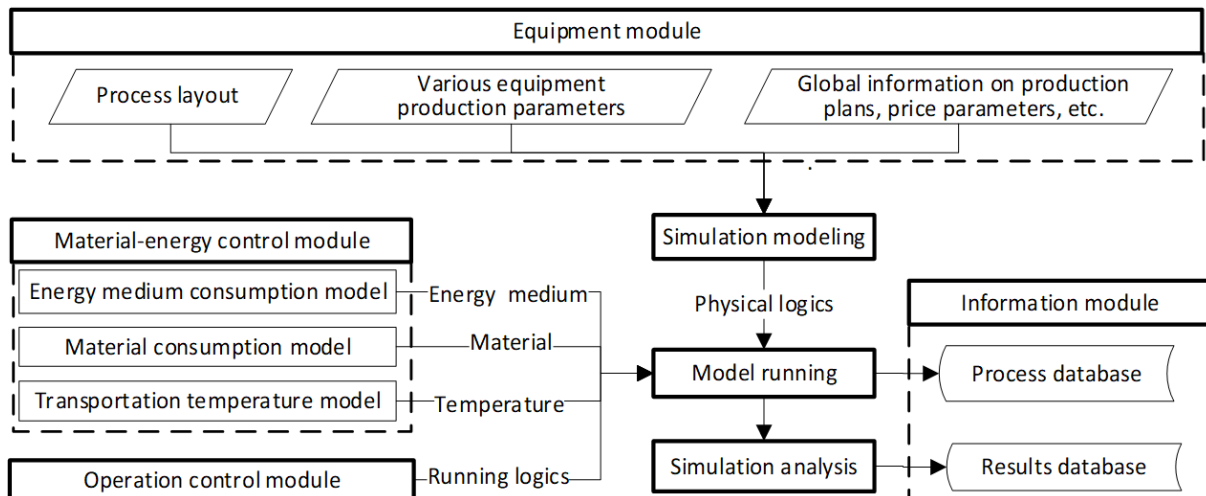 Equipment module
Process layout
Various equipment
production parameters
Global information on production
plans, price parameters, etc.
Material-energy control module
Simulation modeling
Energy medium consumption model
Energy medium
Physical logics
Information module
Material consumption model
Material
Model running
Process database
Transportation temperature model
Temperature
Operation control module
Running logics
Simulation analysis
Results database